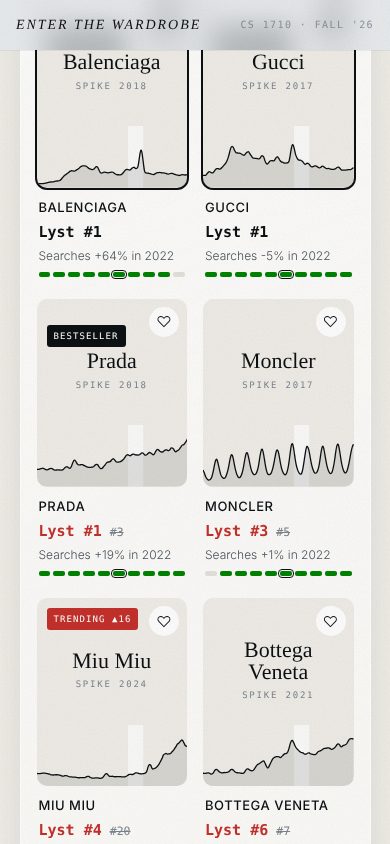 ENTER THE WARDROBE
CS 1710 · FALL '26
Balenciaga
SPIKE 2018
Gucci
SPIKE 2017
BALENCIAGA
Lyst #1
Searches +64% in 2022
GUCCI
Lyst #1
Searches -5% in 2022
BESTSELLER
Prada
SPIKE 2018
Moncler
SPIKE 2017
PRADA
Lyst #1 #3
Searches +19% in 2022
MONCLER
Lyst #3 #5
Searches +1% in 2022
TRENDING ▲16
Miu Miu
SPIKE 2024
Bottega
Veneta
SPIKE 2021
MIU MIU
Lyst #4 #20
BOTTEGA VENETA
Lyst #6 #7